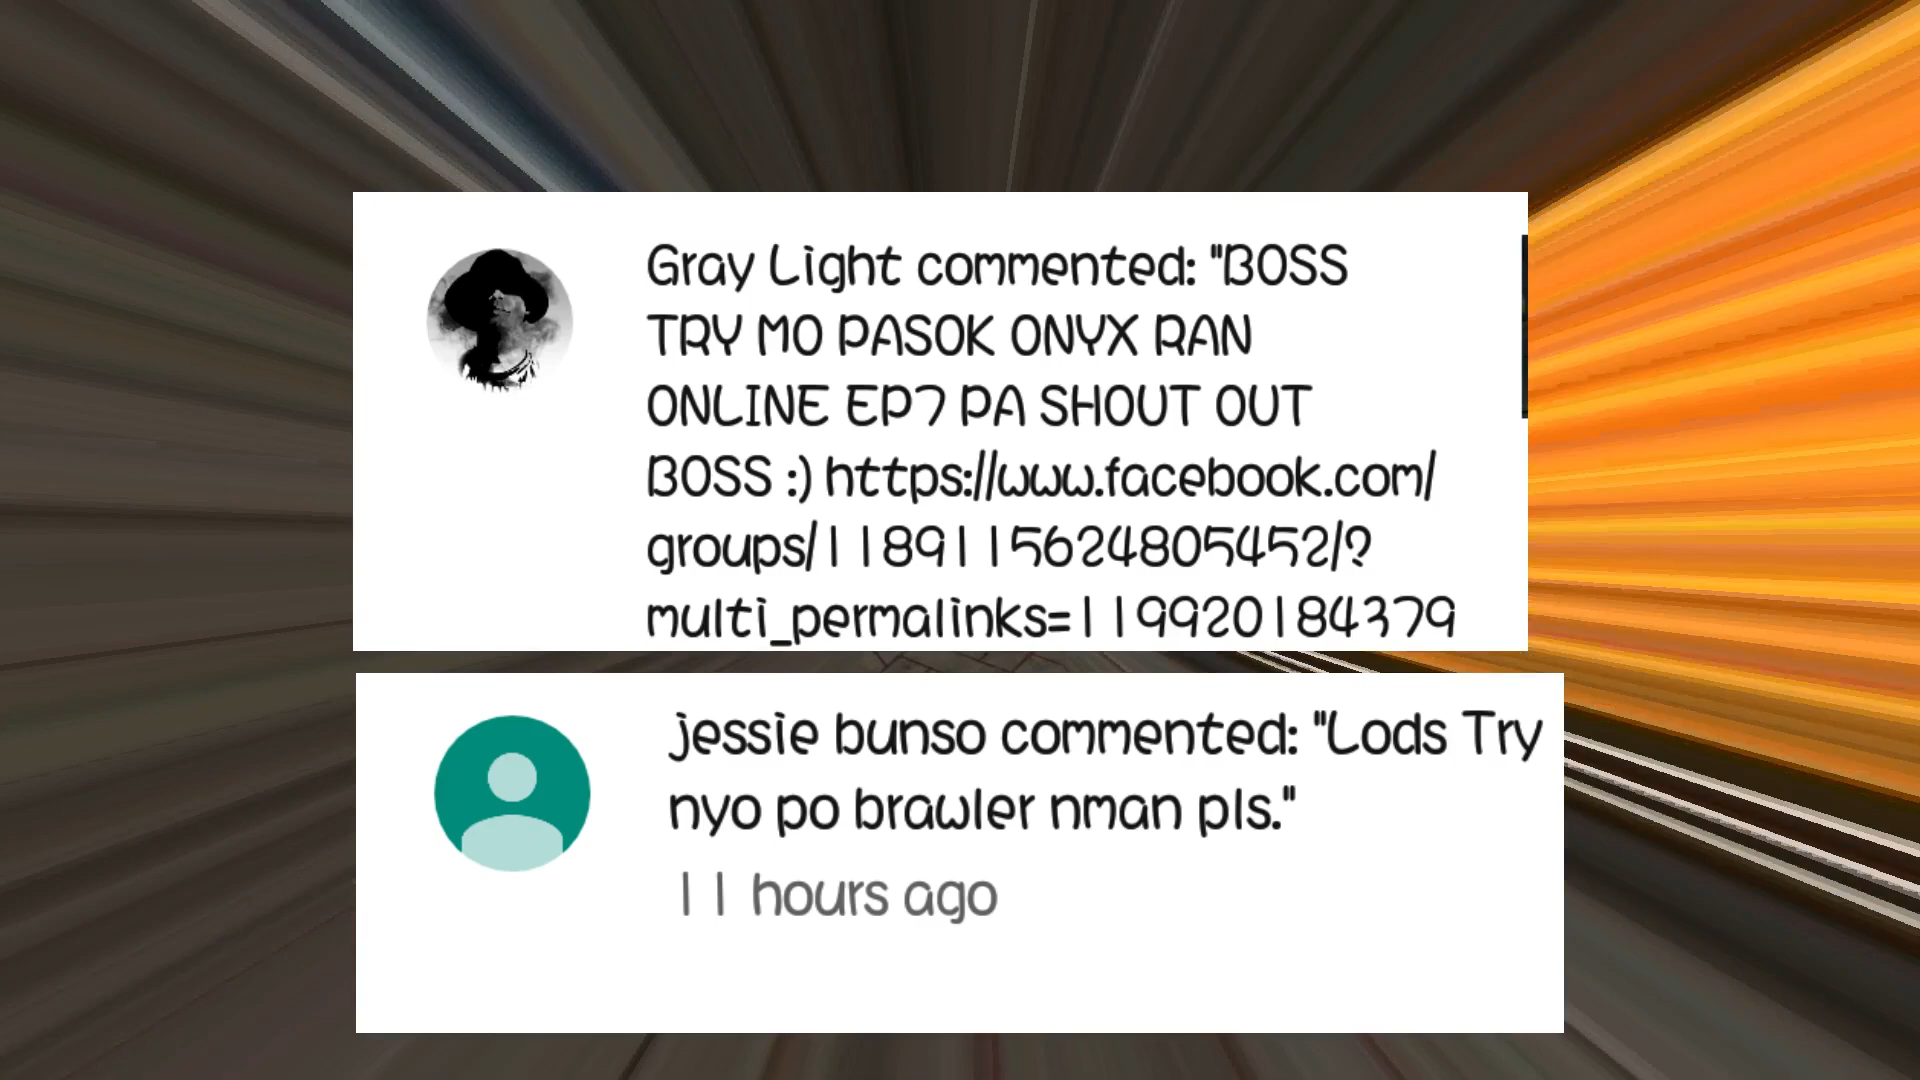 Gray Light commented: "BOSS
TRY MO PASOK ONYX RAN
ONLINE EP7 PA SHOUT OUT
BOSS :) https://www.facebook.com/
groups/1189115624805452/?
multi_permalinks=119920184379
jessie bunso commented: "Lods Try
nyo po brawler nman pls."
11 hours ago